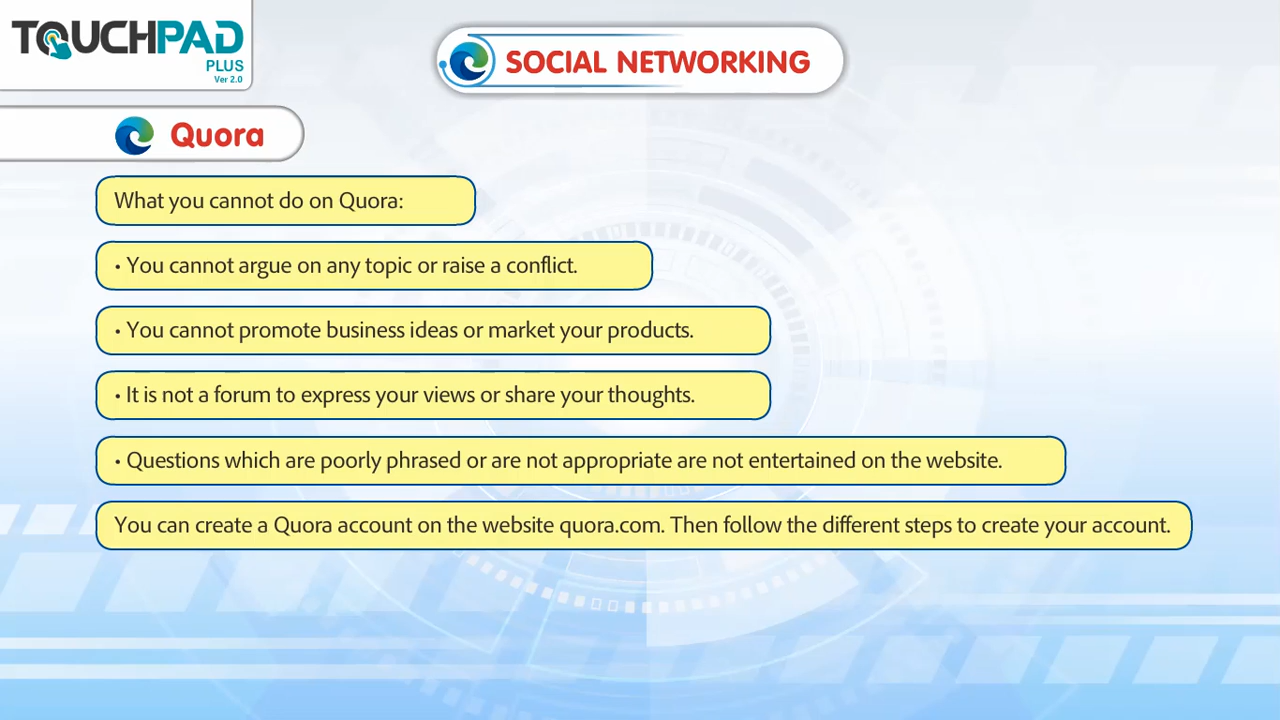 TOUCHPAD
PLUS
Ver 2.0
SOCIAL NETWORKING
Quora
What you cannot do on Quora:
• You cannot argue on any topic or raise a conflict.
• You cannot promote business ideas or market your products.
• It is not a forum to express your views or share your thoughts.
• Questions which are poorly phrased or are not appropriate are not entertained on the website.
You can create a Quora account on the website quora.com. Then follow the different steps to create your account.